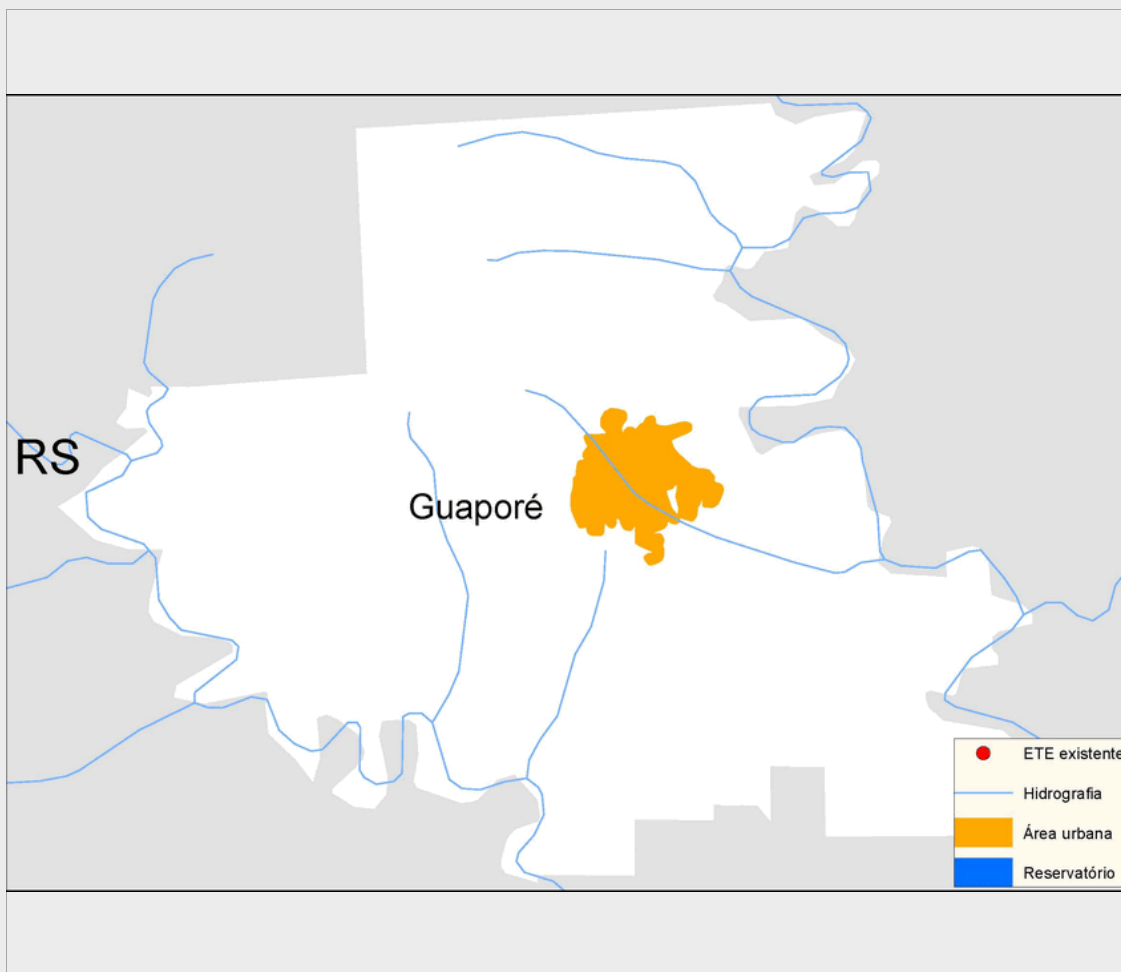 RS
Guaporé
ETE existente
Hidrografia
Área urbana
Reservatório